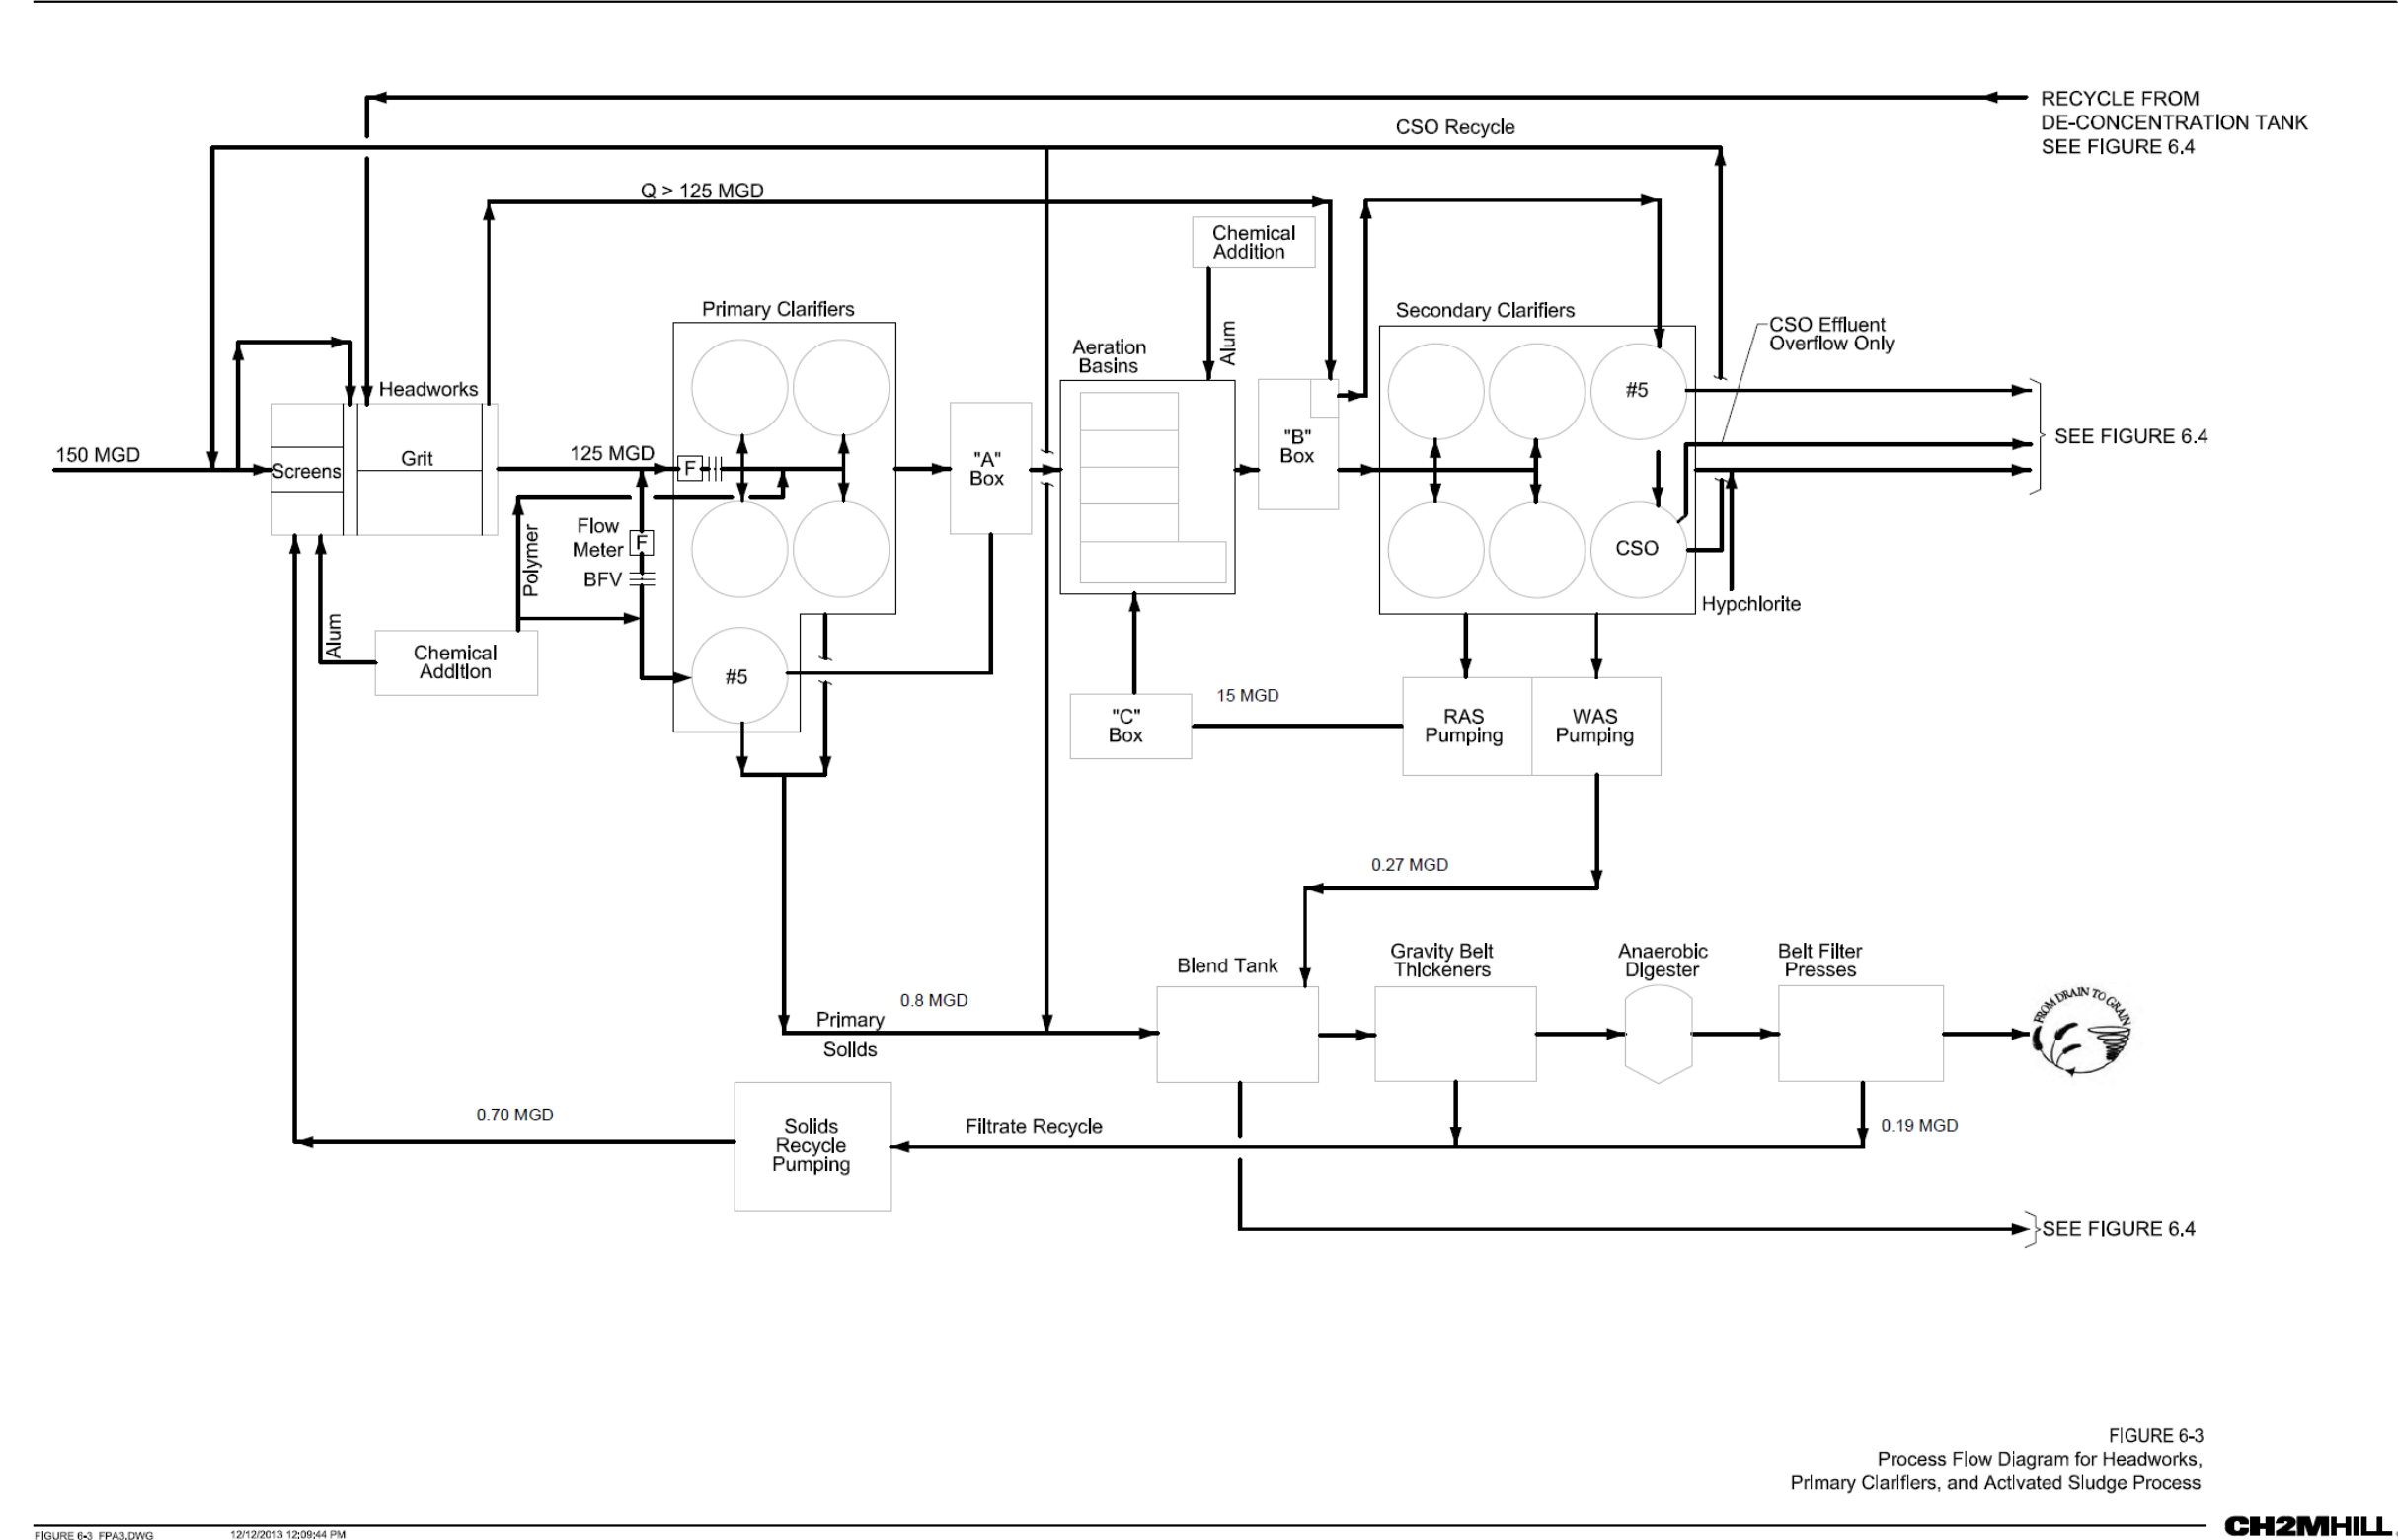 RECYCLE FROM
DE-CONCENTRATION TANK
SEE FIGURE 6.4
CSO Recycle
Q > 125 MGD
Chemical
Addition
Alum
Primary Clarifiers
Secondary Clarifiers
CSO Effluent
Overflow Only
Aeration
Basins
Headworks
#5
150 MGD
Screens
Grit
125 MGD
F
"A"
Box
"B"
Box
SEE FIGURE 6.4
Polymer
Flow
Meter
F
BFV
CSO
Hypchlorite
Alum
Chemical
Addition
#5
"C"
Box
15 MGD
RAS
Pumping
WAS
Pumping
0.27 MGD
Blend Tank
Gravity Belt
Thickeners
Anaerobic
Digester
Belt Filter
Presses
0.8 MGD
Primary
Solids
FROM DRAIN TO GRAIN
0.70 MGD
Solids
Recycle
Pumping
Filtrate Recycle
0.19 MGD
SEE FIGURE 6.4
FIGURE 6-3
Process Flow Diagram for Headworks,
Primary Clarifiers, and Activated Sludge Process
FIGURE 6-3_FPA3.DWG
12/12/2013 12:09:44 PM
CH2MHILL